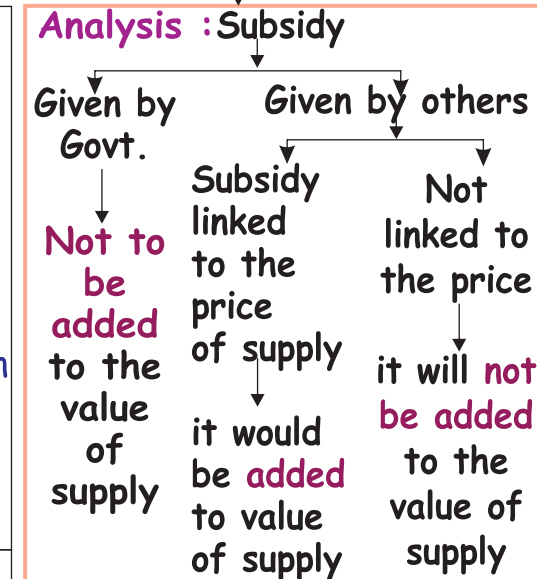 Analysis :Subsidy
Given by
Govt.
Not to
be
added
to the
value
of
supply
Given by others
Subsidy
linked
to the
price
of supply
it would
be added
to value
of supply
Not
linked to
the price
it will not
be added
to the
value of
supply